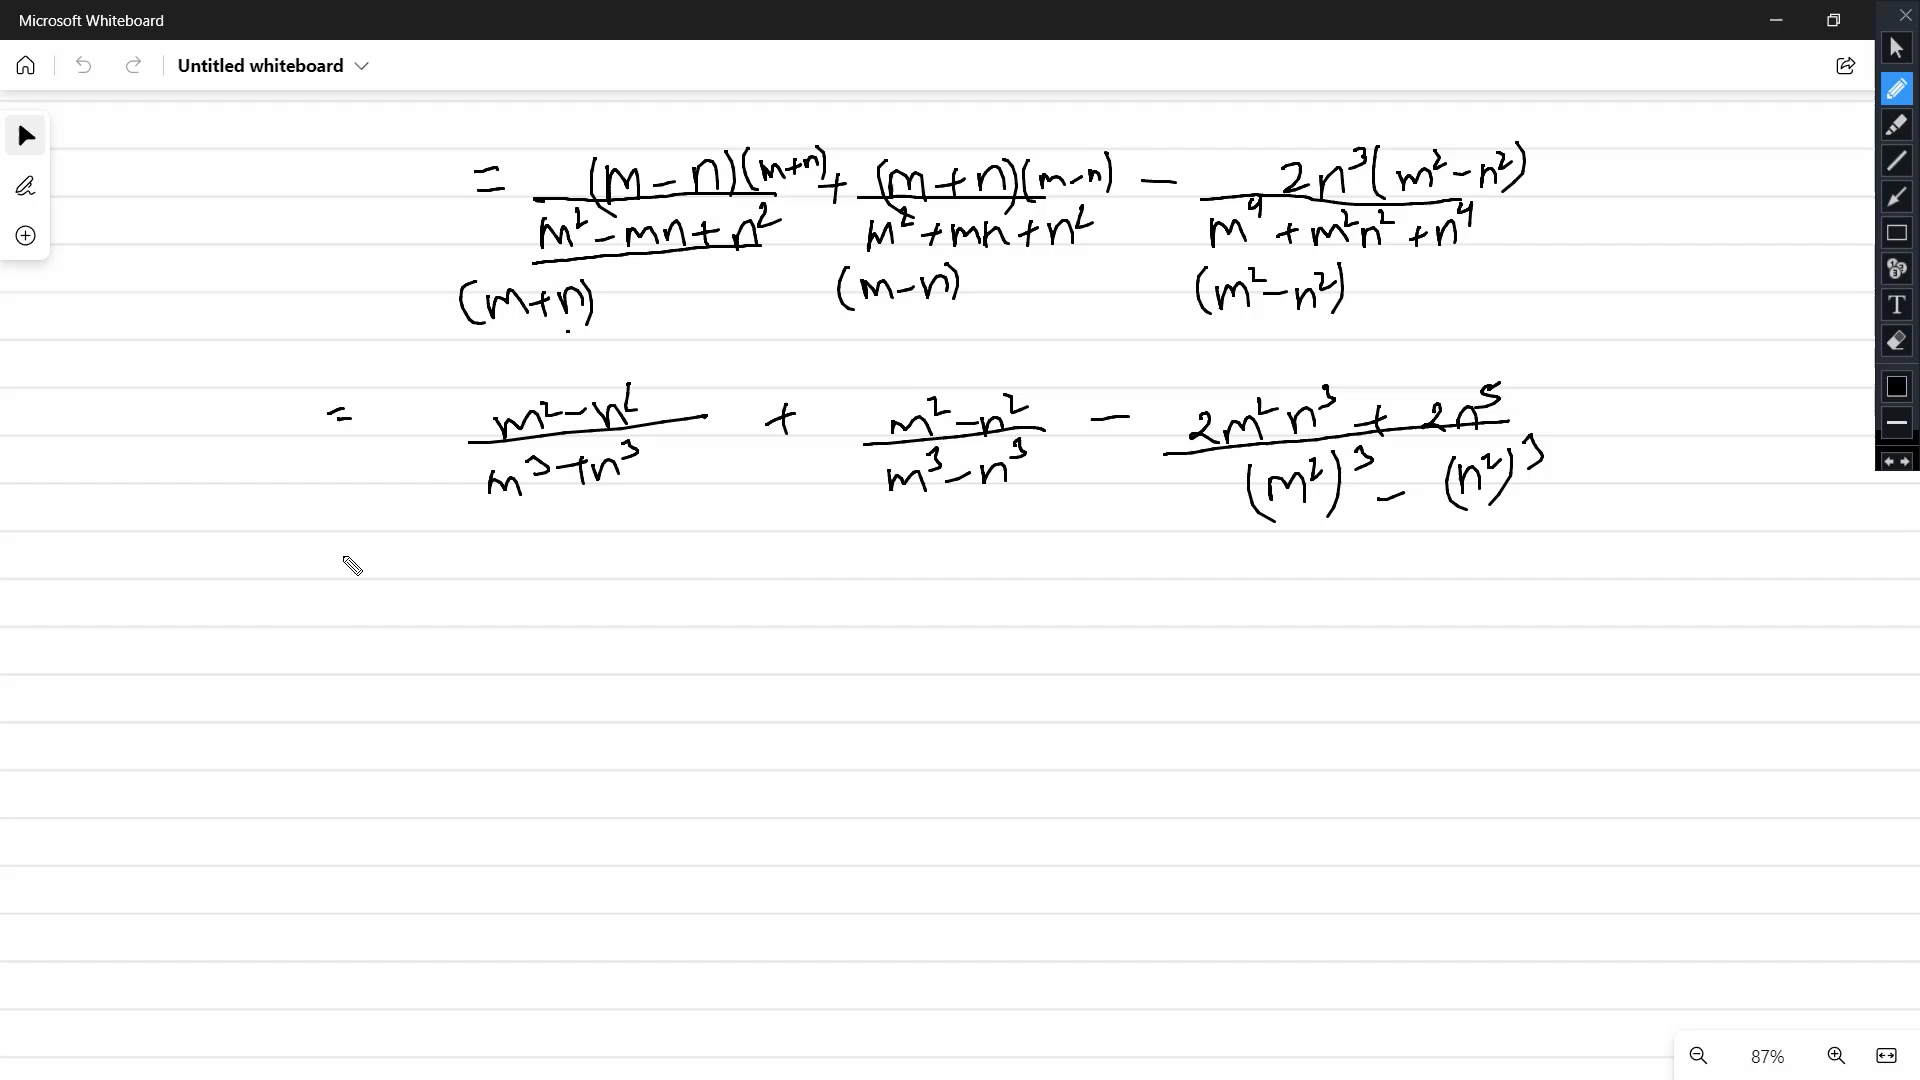 Microsoft Whiteboard
Untitled whiteboard
= (m-n)(m+n) + (m+n)(m-n) - 2n³(m²-n²)
m²-mn+n² m²+mn+n² m⁴+m²n²+n⁴
(m+n) (m-n) (m²-n²)
= m²-n² + m²-n² - 2m²n³+2n⁵
m³+n³ m³-n³ (m²)³-(n²)³
T
87%